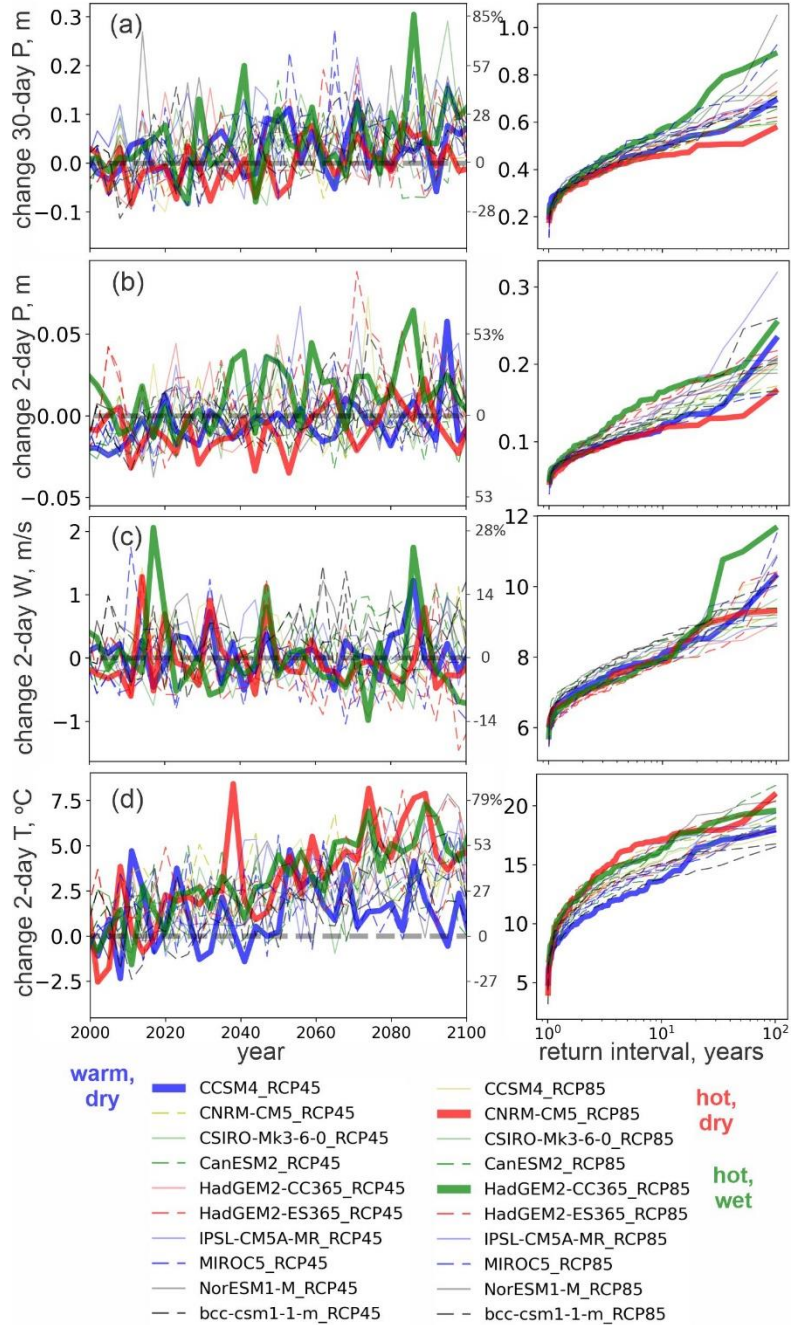 (a)
change 30-day P, m
0.3
0.2
0.1
0.0
−0.1
85%
57
28
0
-28
1.0
0.8
0.6
0.4
0.2
(b)
change 2-day P, m
0.05
0.00
−0.05
53%
0
53
0.3
0.2
0.1
(c)
change 2-day W, m/s
2
1
0
−1
28%
14
0
-14
12
10
8
6
(d)
change 2-day T, ºC
7.5
5.0
2.5
0.0
−2.5
79%
53
27
0
-27
20
15
10
5
2000 2020 2040 2060 2080 2100
year
10⁰ 10¹ 10²
return interval, years
warm,
dry
CCSM4_RCP45
CNRM-CM5_RCP45
CSIRO-Mk3-6-0_RCP45
CanESM2_RCP45
HadGEM2-CC365_RCP45
HadGEM2-ES365_RCP45
IPSL-CM5A-MR_RCP45
MIROC5_RCP45
NorESM1-M_RCP45
bcc-csm1-1-m_RCP45
CCSM4_RCP85
CNRM-CM5_RCP85
CSIRO-Mk3-6-0_RCP85
CanESM2_RCP85
HadGEM2-CC365_RCP85
HadGEM2-ES365_RCP85
IPSL-CM5A-MR_RCP85
MIROC5_RCP85
NorESM1-M_RCP85
bcc-csm1-1-m_RCP85
hot,
dry
hot,
wet